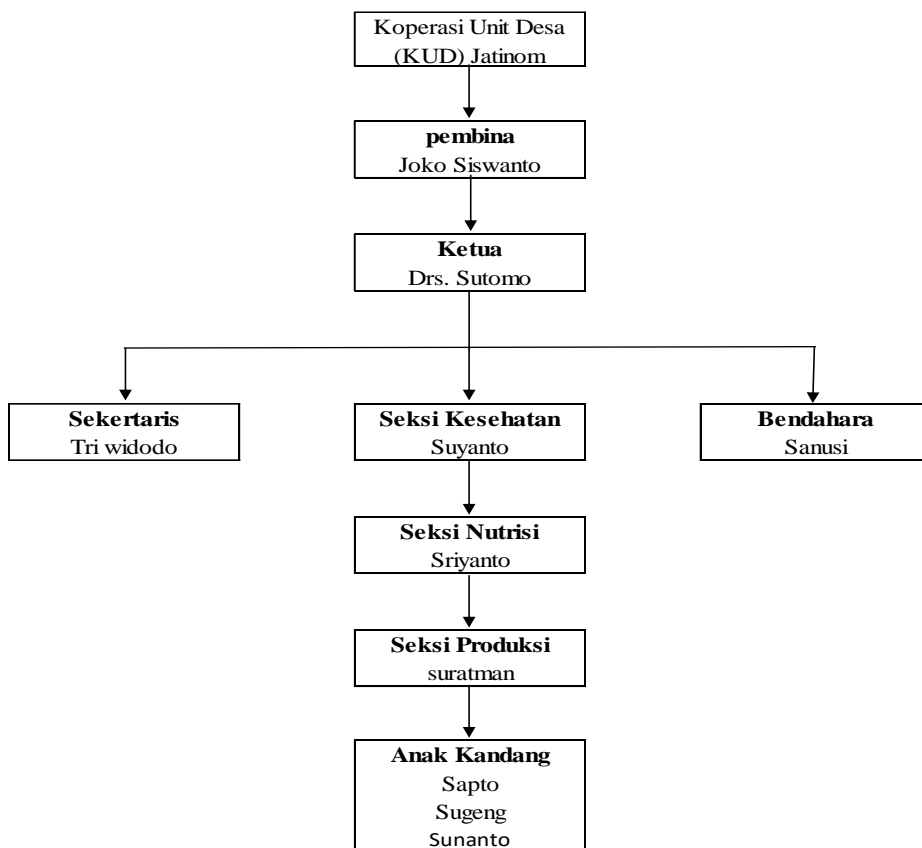 Koperasi Unit Desa
(KUD) Jatinom
pembina
Joko Siswanto
Ketua
Drs. Sutomo
Sekertaris
Tri widodo
Seksi Kesehatan
Suyanto
Bendahara
Sanusi
Seksi Nutrisi
Sriyanto
Seksi Produksi
suratman
Anak Kandang
Sapto
Sugeng
Sunanto